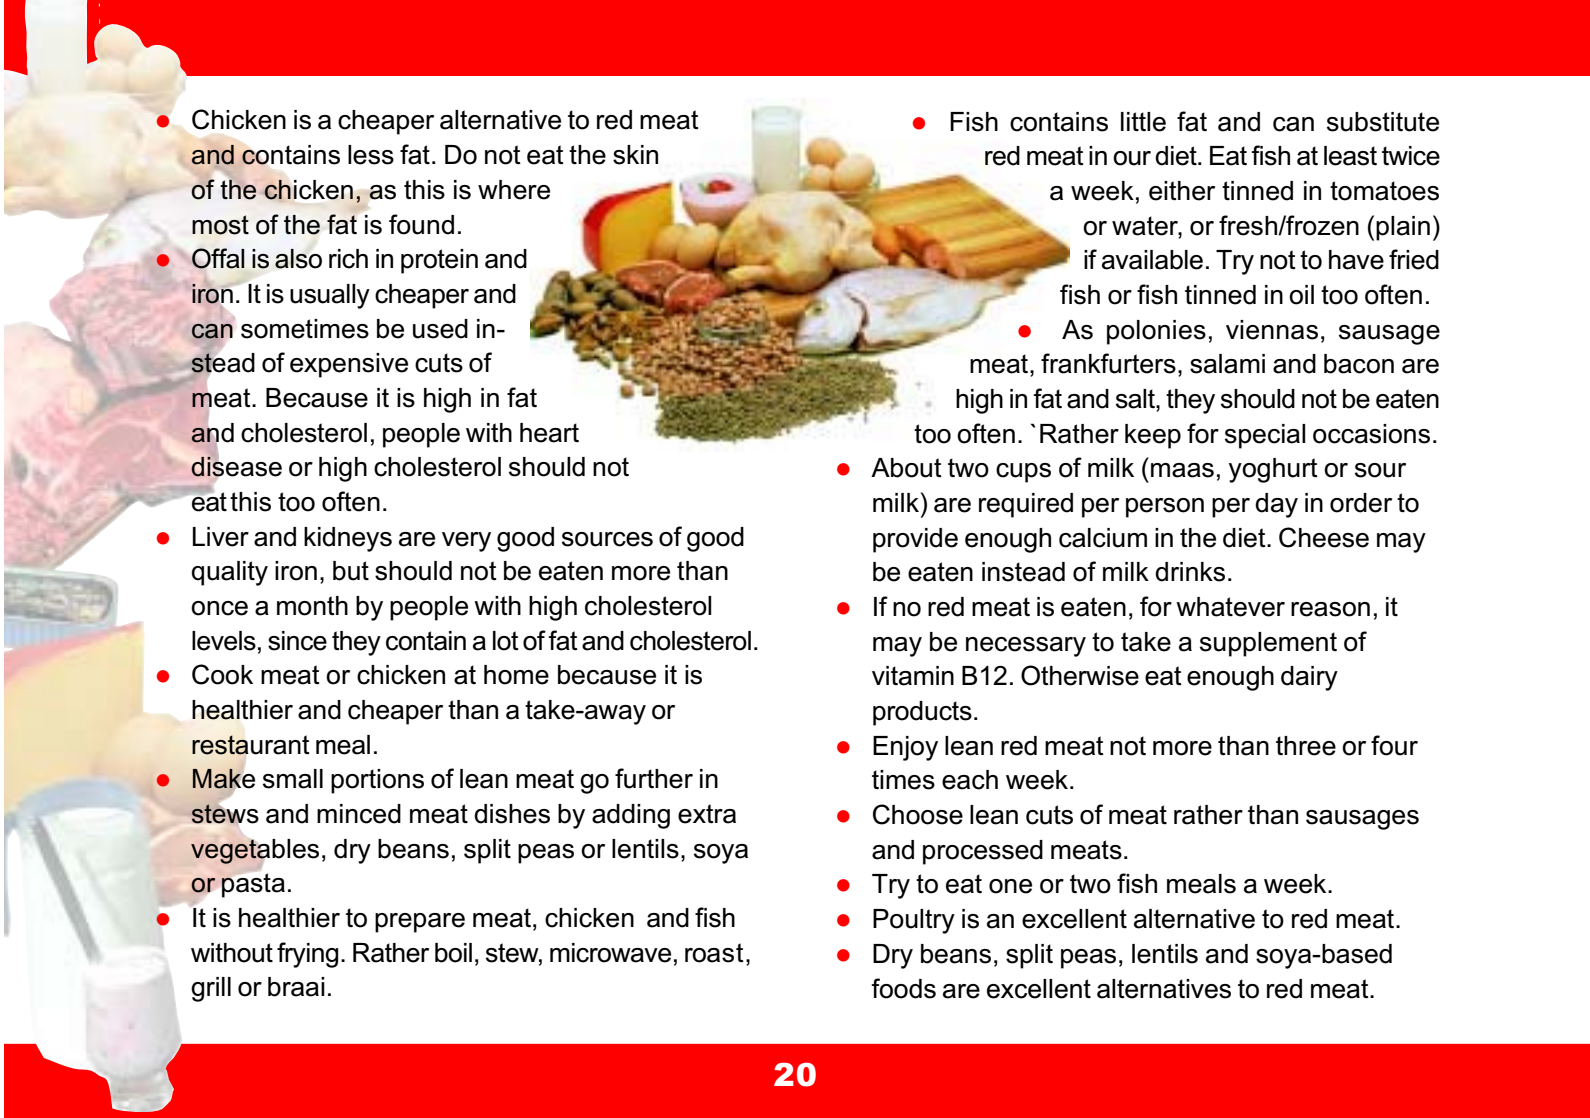 ● Chicken is a cheaper alternative to red meat
and contains less fat. Do not eat the skin
of the chicken, as this is where
most of the fat is found.
● Offal is also rich in protein and
iron. It is usually cheaper and
can sometimes be used in-
stead of expensive cuts of
meat. Because it is high in fat
and cholesterol, people with heart
disease or high cholesterol should not
eat this too often.
● Liver and kidneys are very good sources of good
quality iron, but should not be eaten more than
once a month by people with high cholesterol
levels, since they contain a lot of fat and cholesterol.
● Cook meat or chicken at home because it is
healthier and cheaper than a take-away or
restaurant meal.
● Make small portions of lean meat go further in
stews and minced meat dishes by adding extra
vegetables, dry beans, split peas or lentils, soya
or pasta.
● It is healthier to prepare meat, chicken and fish
without frying. Rather boil, stew, microwave, roast,
grill or braai.
● Fish contains little fat and can substitute
red meat in our diet. Eat fish at least twice
a week, either tinned in tomatoes
or water, or fresh/frozen (plain)
if available. Try not to have fried
fish or fish tinned in oil too often.
● As polonies, viennas, sausage
meat, frankfurters, salami and bacon are
high in fat and salt, they should not be eaten
too often. `Rather keep for special occasions.
● About two cups of milk (maas, yoghurt or sour
milk) are required per person per day in order to
provide enough calcium in the diet. Cheese may
be eaten instead of milk drinks.
● If no red meat is eaten, for whatever reason, it
may be necessary to take a supplement of
vitamin B12. Otherwise eat enough dairy
products.
● Enjoy lean red meat not more than three or four
times each week.
● Choose lean cuts of meat rather than sausages
and processed meats.
● Try to eat one or two fish meals a week.
● Poultry is an excellent alternative to red meat.
● Dry beans, split peas, lentils and soya-based
foods are excellent alternatives to red meat.
20